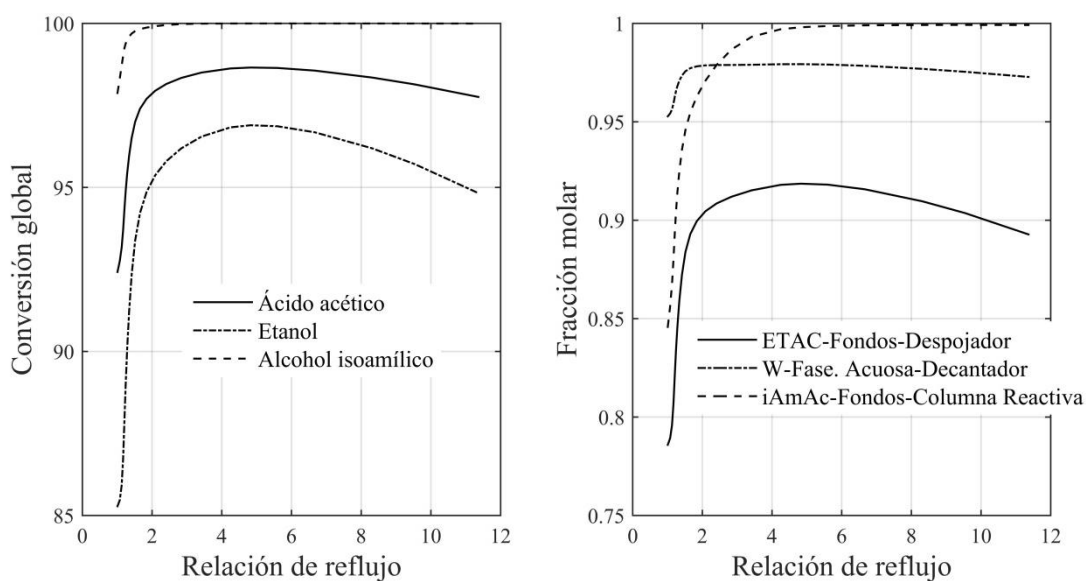 Conversión global
100
95
90
85
0
2
4
6
8
10
12
Relación de reflujo
Ácido acético
Etanol
Alcohol isoamílico
Fracción molar
1
0.95
0.9
0.85
0.8
0.75
0
2
4
6
8
10
12
Relación de reflujo
ETAC-Fondos-Despojador
W-Fase. Acuosa-Decantador
iAmAc-Fondos-Columna Reactiva